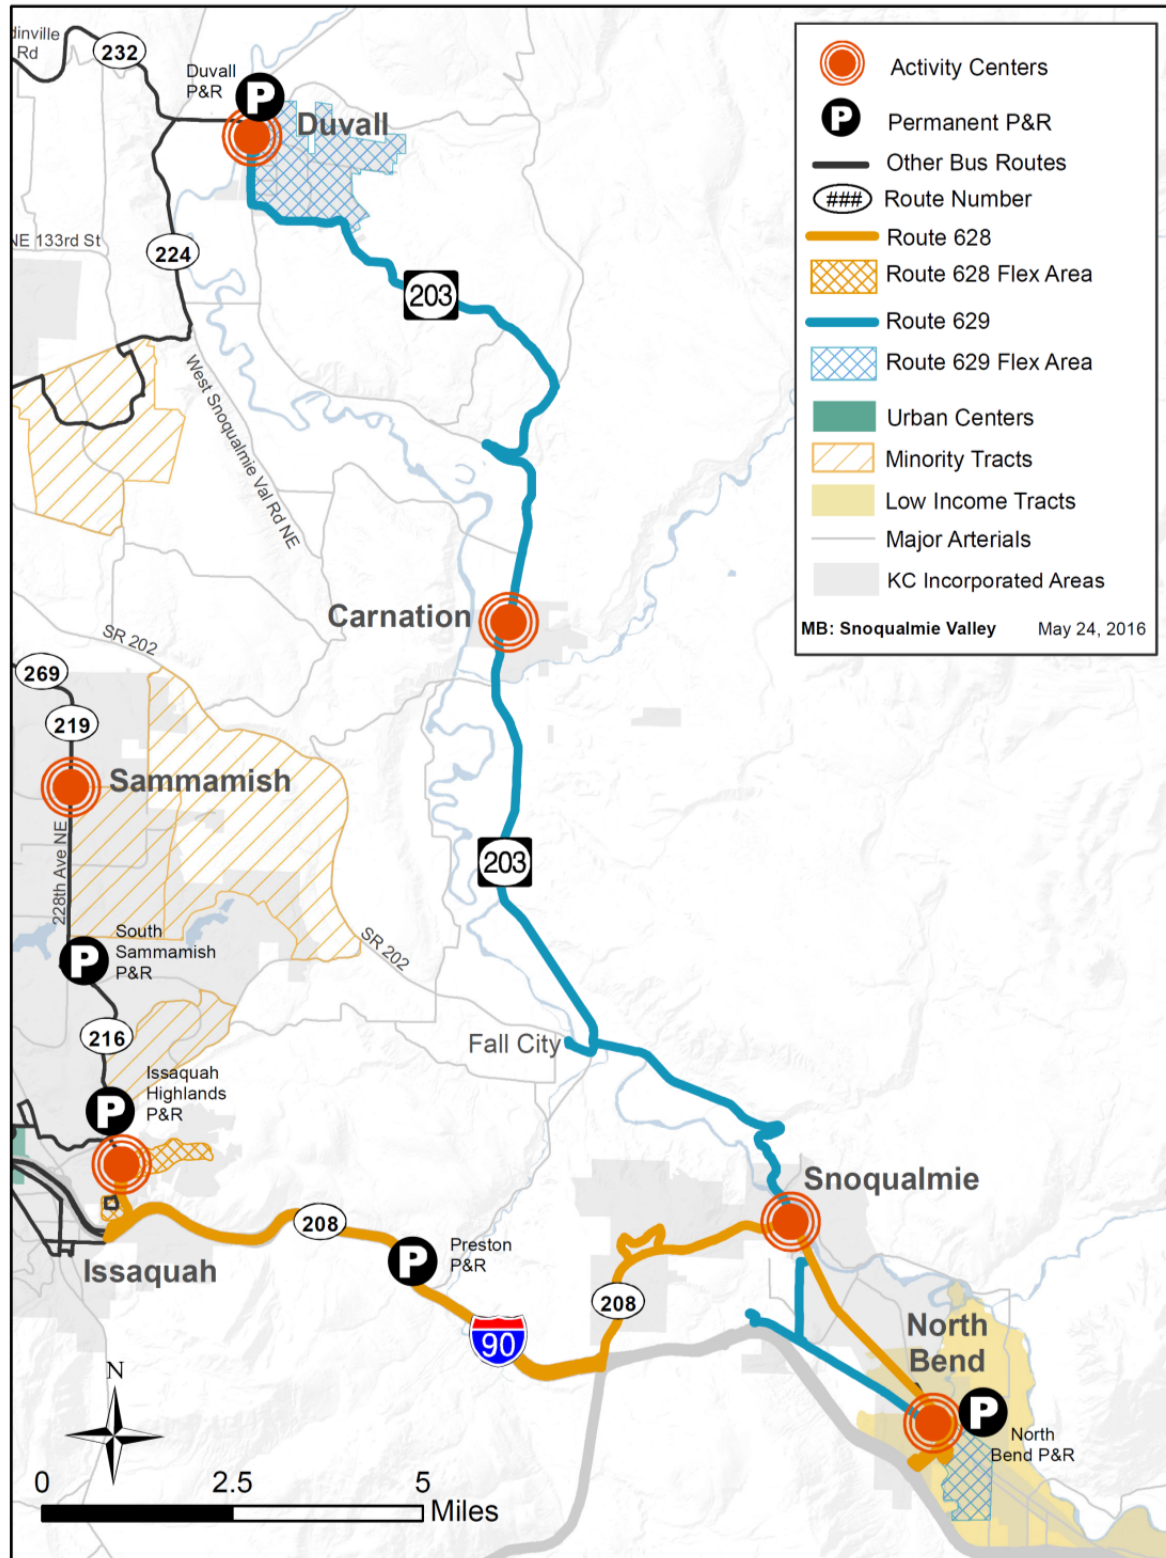 dinville
Rd
232
Duvall
P&R
P
Duvall
NE 133rd St
224
203
West Snoqualmie Val Rd NE
Carnation
SR 202
269
219
Sammamish
228th Ave NE
203
South
Sammamish
P&R
P
SR 202
216
Fall City
Issaquah
Highlands
P&R
P
Snoqualmie
208
Preston
P&R
P
Issaquah
208
90
North
Bend
P
North
Bend P&R
N
0 2.5 5
Miles
Activity Centers
P Permanent P&R
Other Bus Routes
### Route Number
Route 628
Route 628 Flex Area
Route 629
Route 629 Flex Area
Urban Centers
Minority Tracts
Low Income Tracts
Major Arterials
KC Incorporated Areas
MB: Snoqualmie Valley May 24, 2016